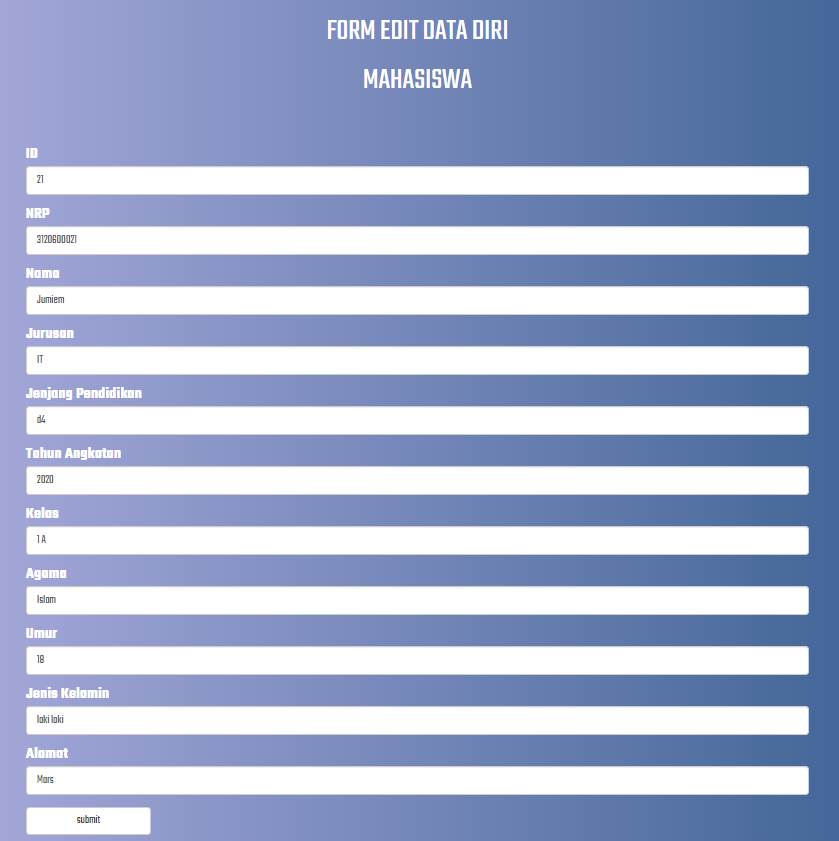 FORM EDIT DATA DIRI
MAHASISWA
ID
21
NRP
3120600021
Nama
Jumiem
Jurusan
IT
Jenjang Pendidikan
d4
Tahun Angkatan
2020
Kelas
1 A
Agama
Islam
Umur
18
Jenis Kelamin
laki laki
Alamat
Mars
submit